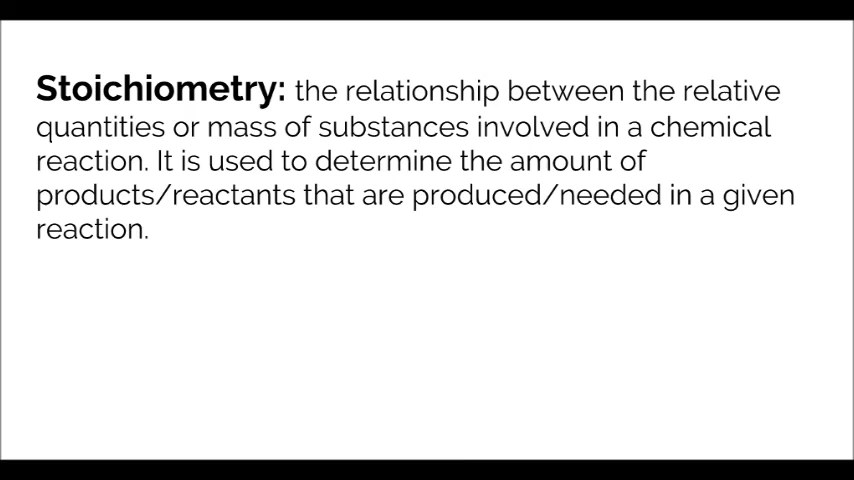 Stoichiometry: the relationship between the relative
quantities or mass of substances involved in a chemical
reaction. It is used to determine the amount of
products/reactants that are produced/needed in a given
reaction.